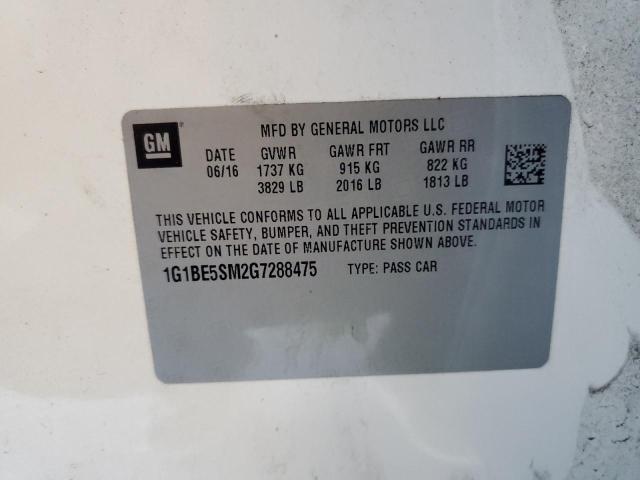 GM
MFD BY GENERAL MOTORS LLC
DATE GVWR GAWR FRT GAWR RR
06/16 1737 KG 915 KG 822 KG
3829 LB 2016 LB 1813 LB
THIS VEHICLE CONFORMS TO ALL APPLICABLE U.S. FEDERAL MOTOR
VEHICLE SAFETY, BUMPER, AND THEFT PREVENTION STANDARDS IN
EFFECT ON THE DATE OF MANUFACTURE SHOWN ABOVE.
1G1BE5SM2G7288475 TYPE: PASS CAR